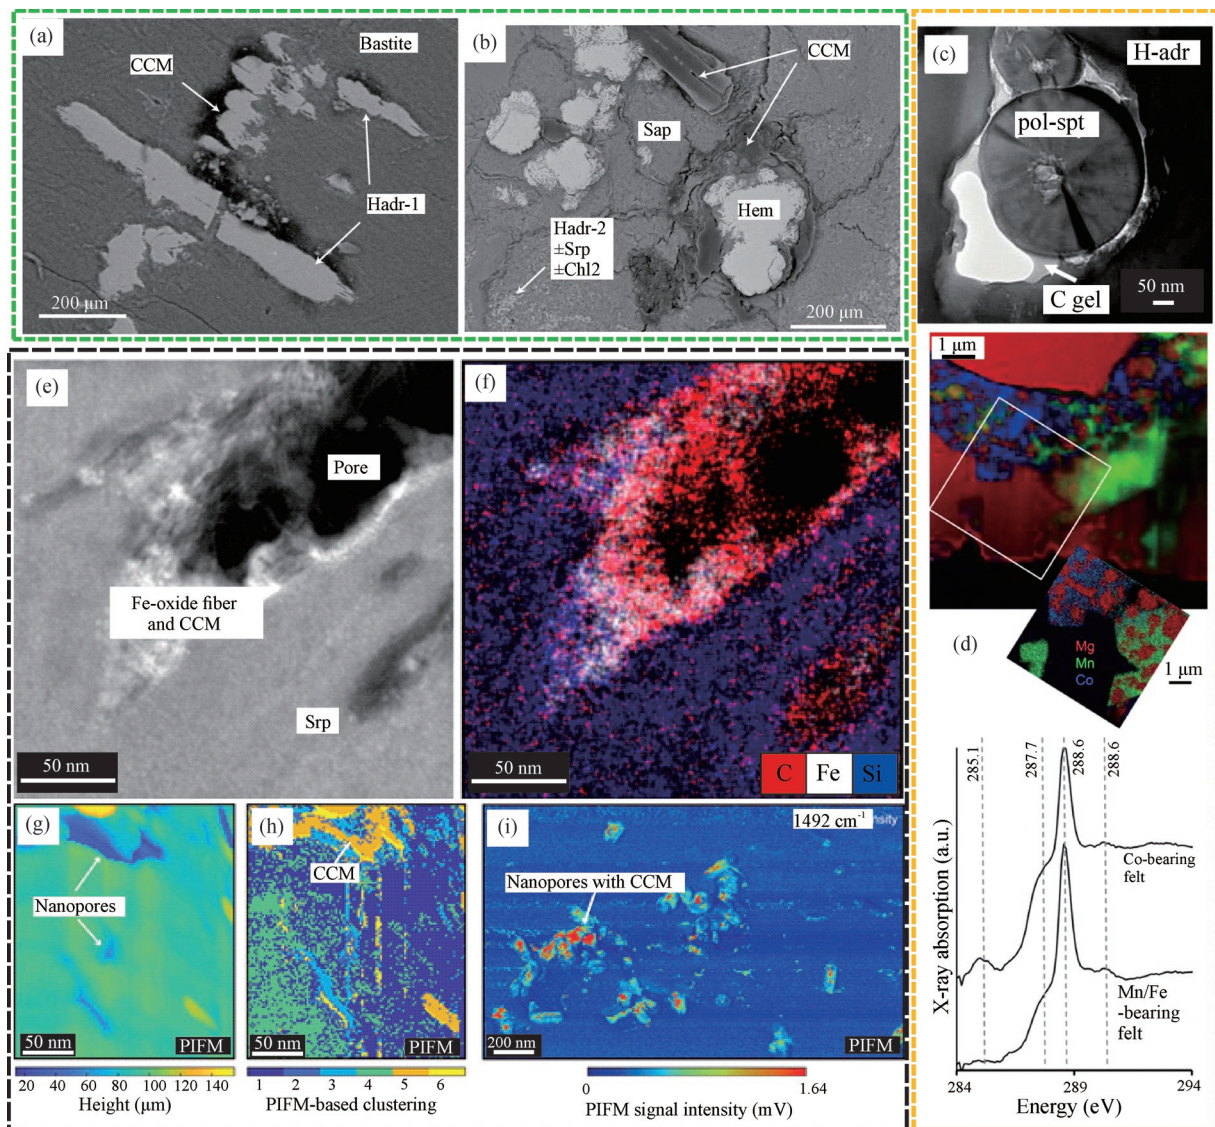 (a)
Bastite
CCM
Hadr-1
200 μm
(b)
CCM
Sap
Hem
Hadr-2
±Srp
±Chl2
200 μm
(c)
H-adr
pol-spt
C gel
50 nm
1 μm
(d)
Mg
Mn
Co
1 μm
285.1
287.7
288.6
288.6
Co-bearing
felt
Mn/Fe
-bearing
felt
X-ray absorption (a.u.)
284
289
294
Energy (eV)
(e)
Pore
Fe-oxide fiber
and CCM
Srp
50 nm
(f)
50 nm
C Fe Si
(g)
Nanopores
50 nm
PIFM
20 40 60 80 100 120 140
Height (μm)
(h)
CCM
50 nm
PIFM
1 2 3 4 5 6
PIFM-based clustering
(i)
1492 cm⁻¹
Nanopores with CCM
200 nm
PIFM
0
1.64
PIFM signal intensity (mV)